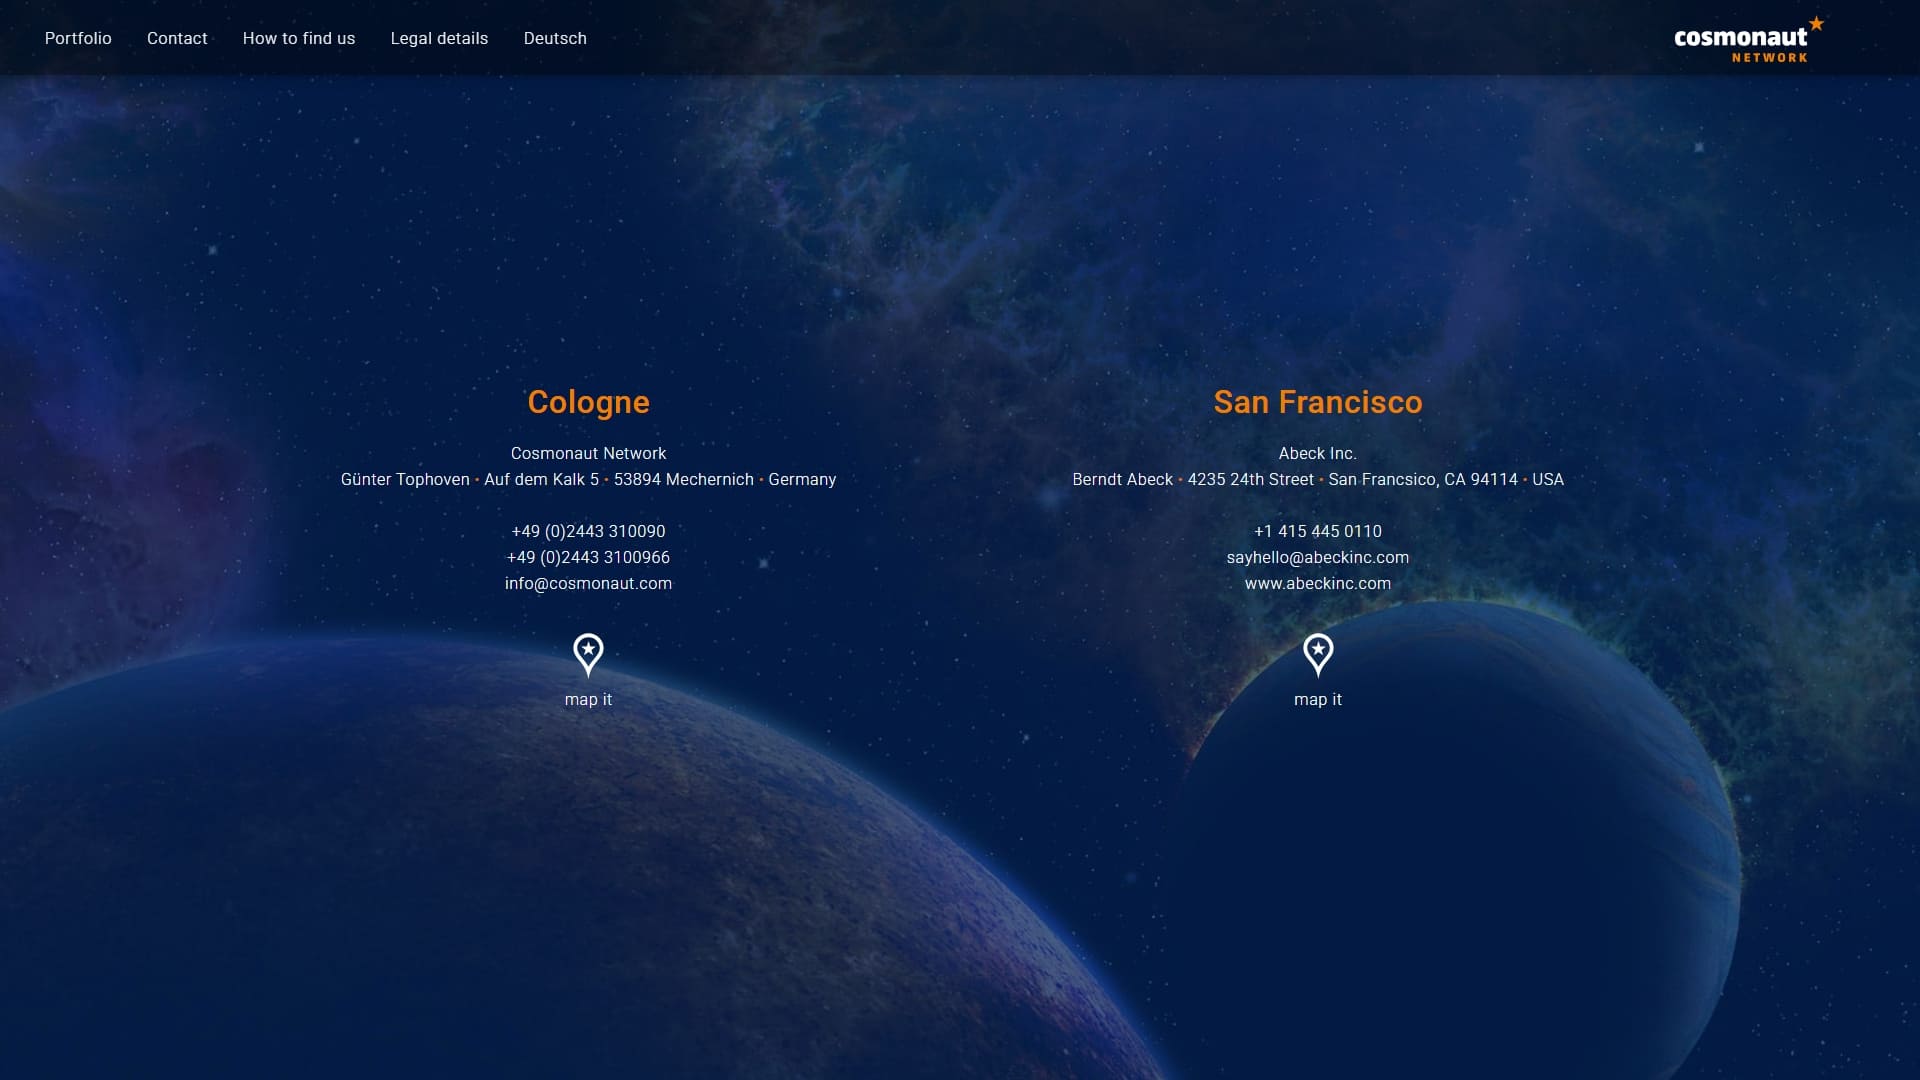 Portfolio
Contact
How to find us
Legal details
Deutsch
cosmonaut
NETWORK
Cologne
Cosmonaut Network
Günter Tophoven • Auf dem Kalk 5 • 53894 Mechernich • Germany
+49 (0)2443 310090
+49 (0)2443 3100966
info@cosmonaut.com
map it
San Francisco
Abeck Inc.
Berndt Abeck • 4235 24th Street • San Francsico, CA 94114 • USA
+1 415 445 0110
sayhello@abeckinc.com
www.abeckinc.com
map it